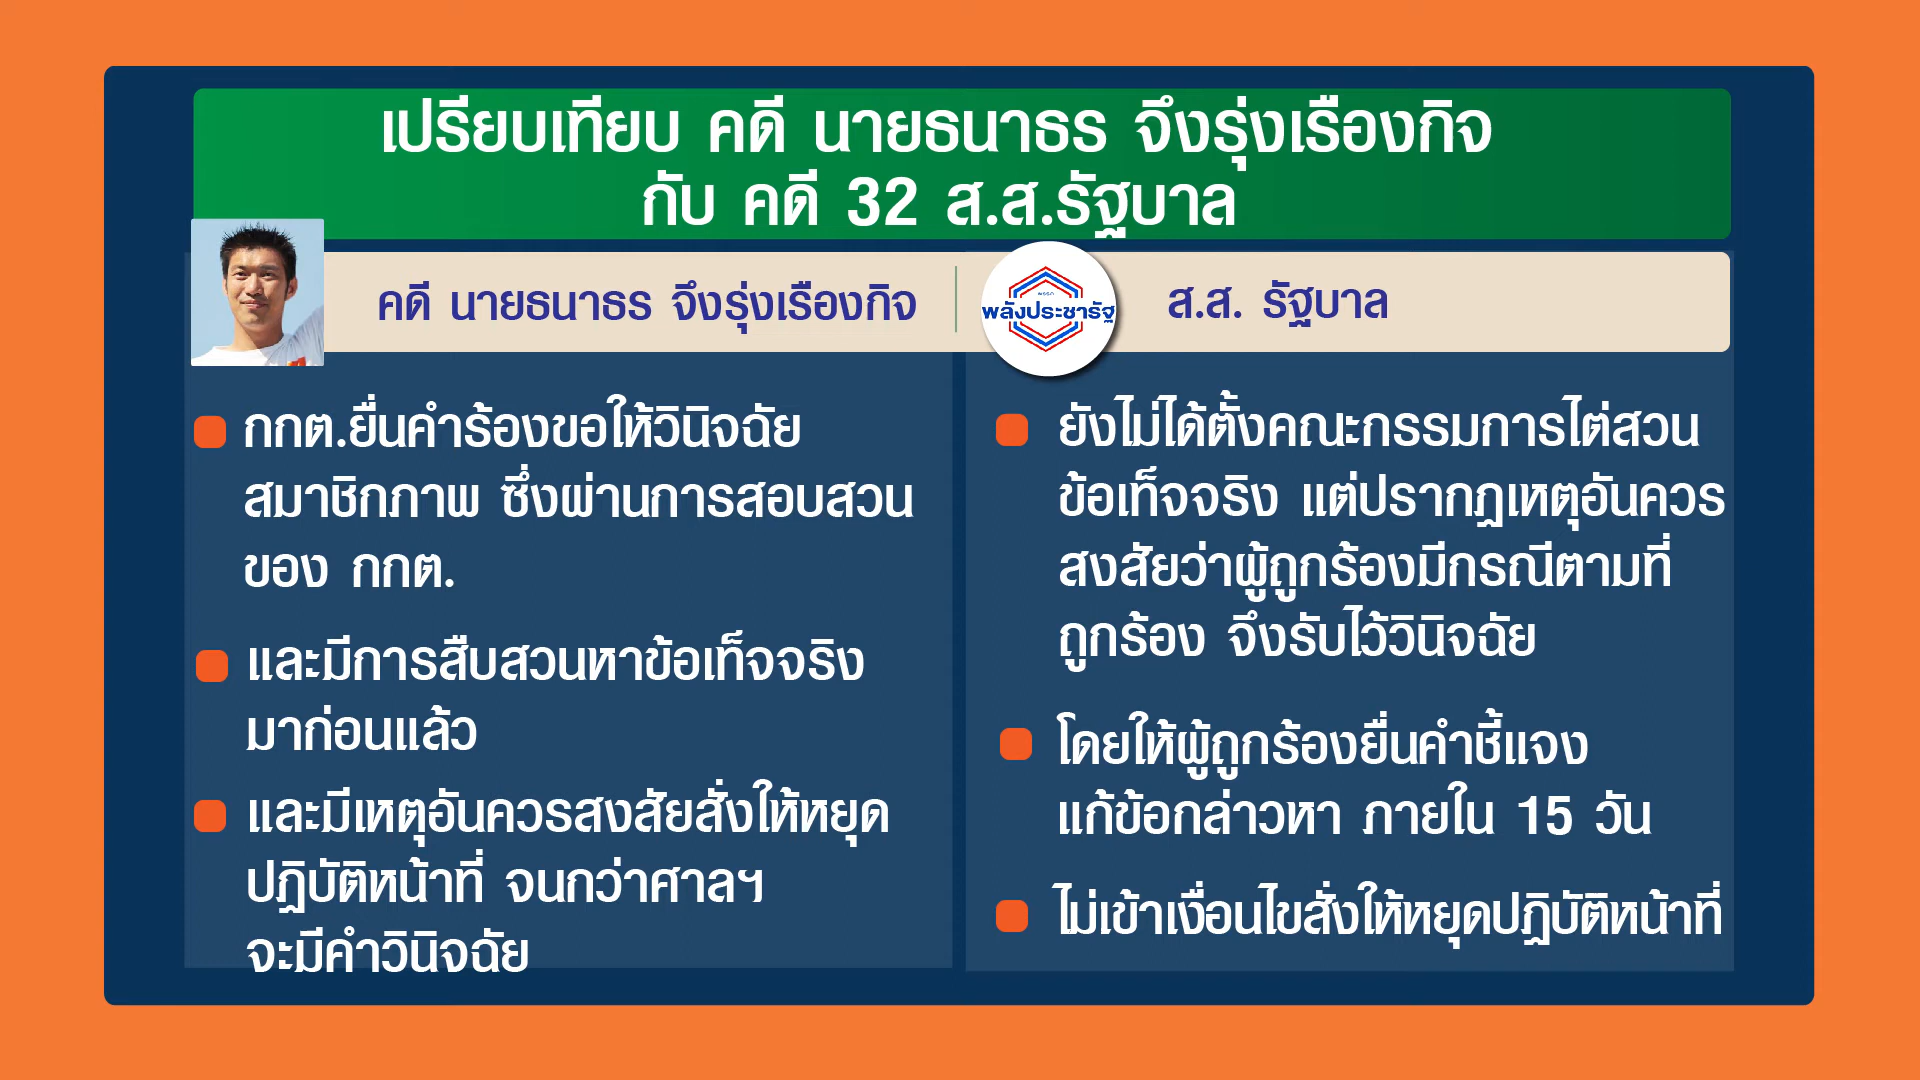 เปรียบเทียบ คดี นายธนาธร จึงรุ่งเรืองกิจ
กับ คดี 32 ส.ส.รัฐบาล
คดี นายธนาธร จึงรุ่งเรืองกิจ
พรรค
พลังประชารัฐ
ส.ส. รัฐบาล
กกต.ยื่นคำร้องขอให้วินิจฉัย
สมาชิกภาพ ซึ่งผ่านการสอบสวน
ของ กกต.
และมีการสืบสวนหาข้อเท็จจริง
มาก่อนแล้ว
และมีเหตุอันควรสงสัยสั่งให้หยุด
ปฏิบัติหน้าที่ จนกว่าศาลฯ
จะมีคำวินิจฉัย
ยังไม่ได้ตั้งคณะกรรมการไต่สวน
ข้อเท็จจริง แต่ปรากฏเหตุอันควร
สงสัยว่าผู้ถูกร้องมีกรณีตามที่
ถูกร้อง จึงรับไว้วินิจฉัย
โดยให้ผู้ถูกร้องยื่นคำชี้แจง
แก้ข้อกล่าวหา ภายใน 15 วัน
ไม่เข้าเงื่อนไขสั่งให้หยุดปฏิบัติหน้าที่